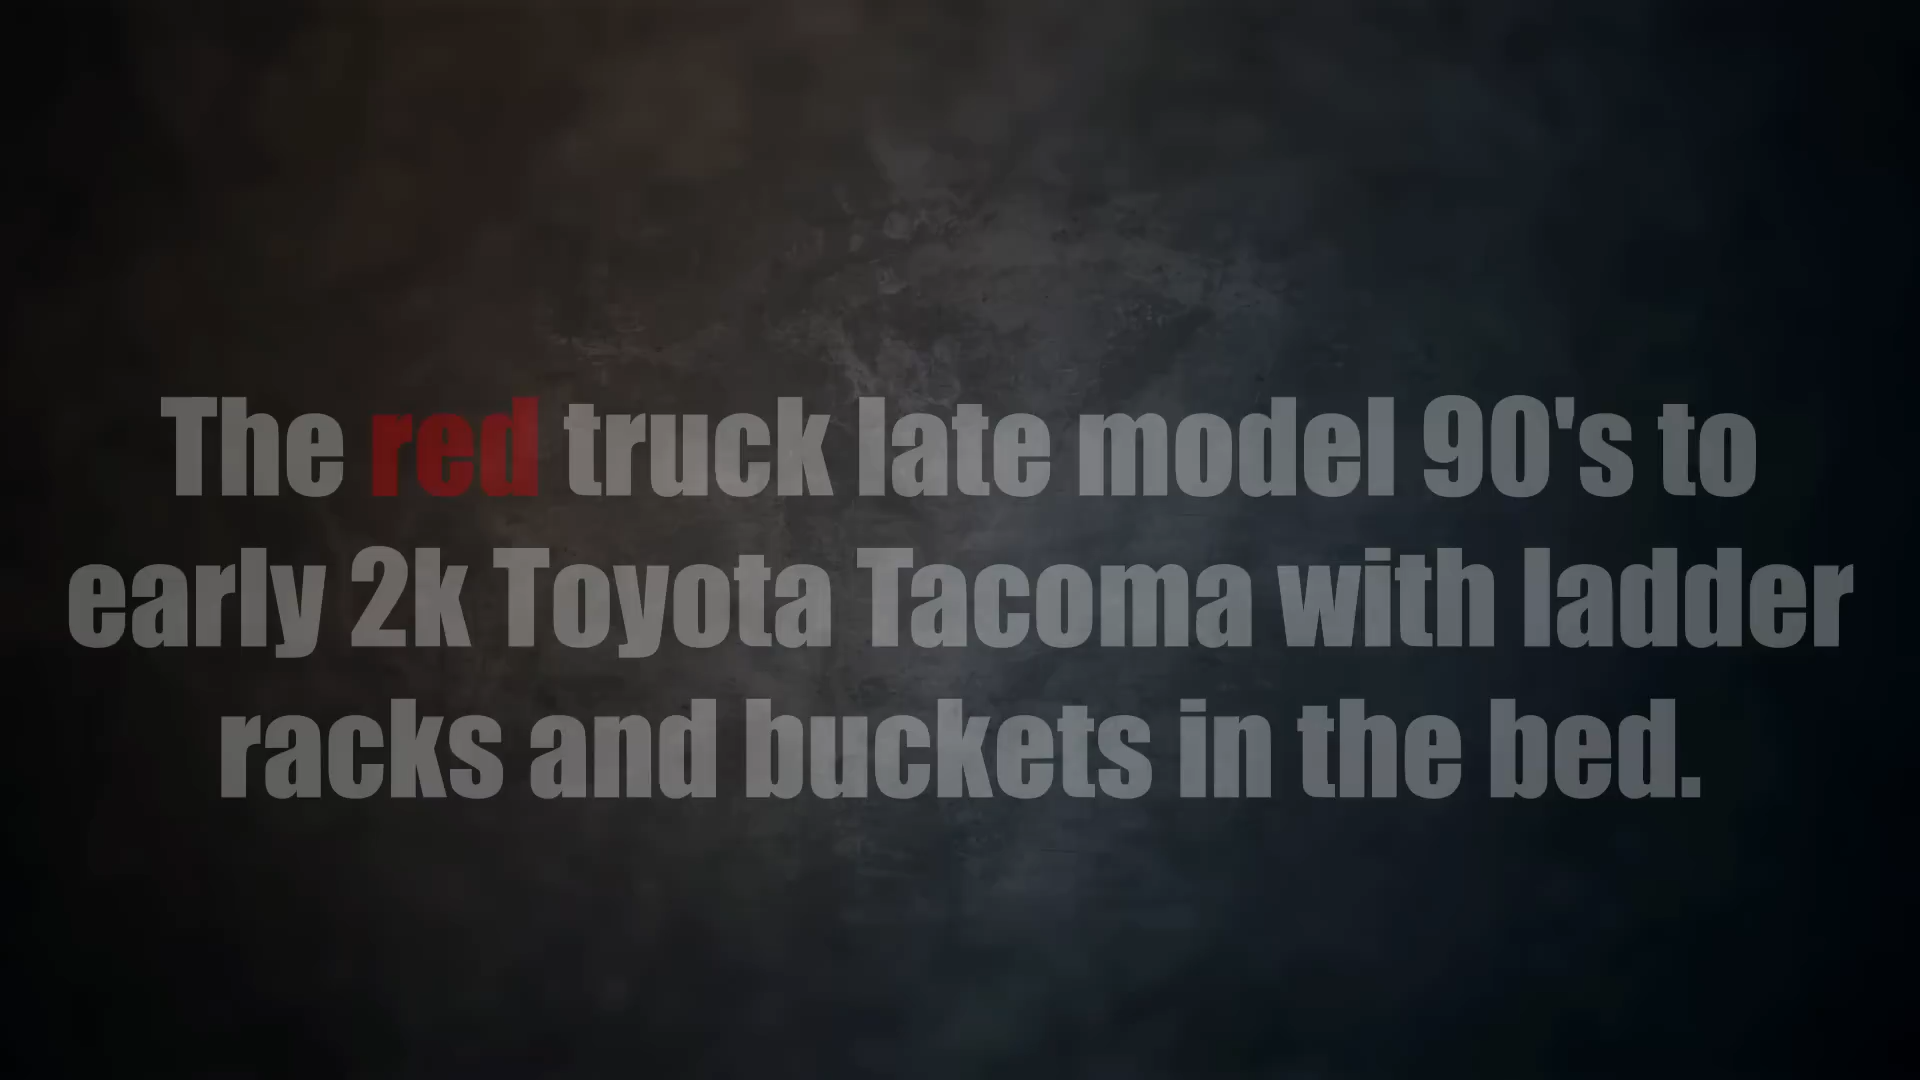 The red truck late model 90's to
early 2k Toyota Tacoma with ladder
racks and buckets in the bed.